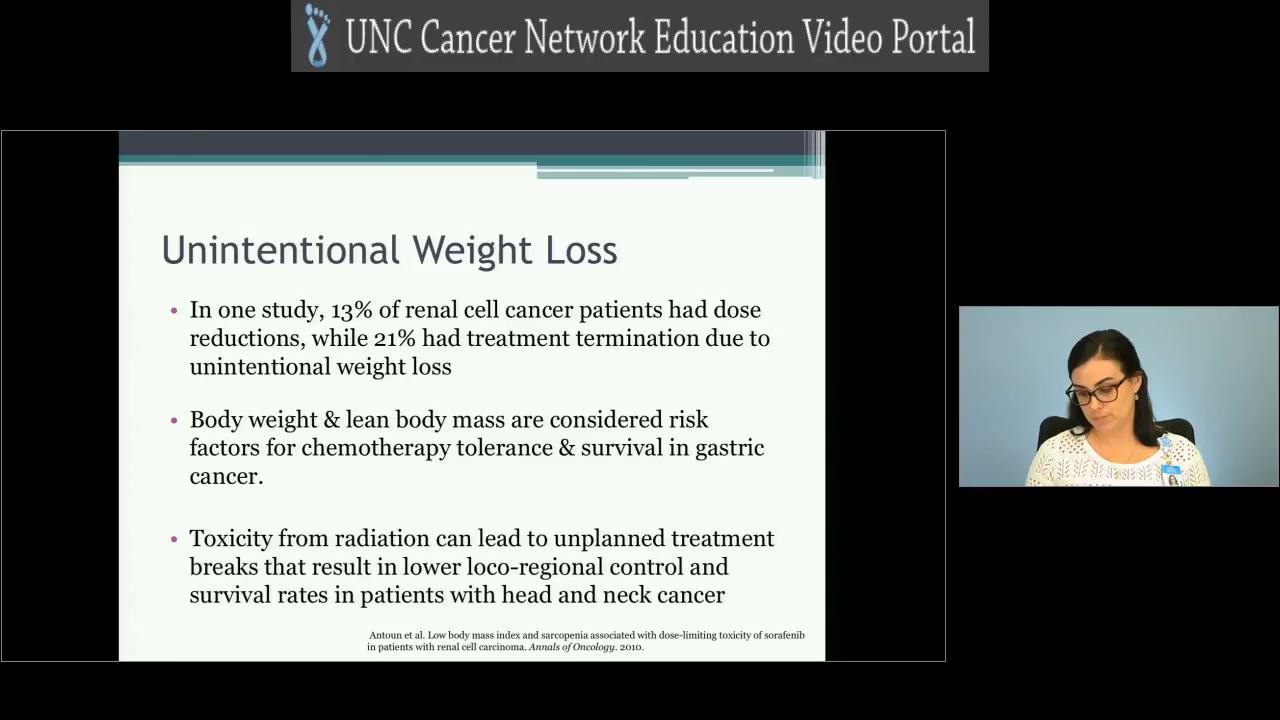 UNC Cancer Network Education Video Portal
Unintentional Weight Loss
• In one study, 13% of renal cell cancer patients had dose
reductions, while 21% had treatment termination due to
unintentional weight loss
• Body weight & lean body mass are considered risk
factors for chemotherapy tolerance & survival in gastric
cancer.
• Toxicity from radiation can lead to unplanned treatment
breaks that result in lower loco-regional control and
survival rates in patients with head and neck cancer
Antoun et al. Low body mass index and sarcopenia associated with dose-limiting toxicity of sorafenib
in patients with renal cell carcinoma. Annals of Oncology. 2010.